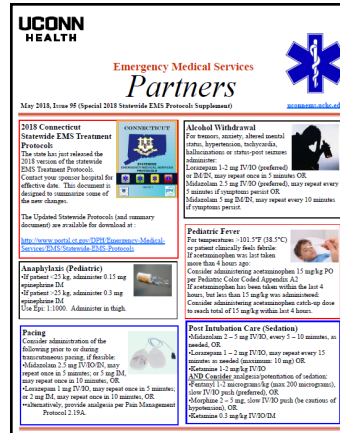 UCONN
HEALTH
Emergency Medical Services
Partners
May 2018, Issue 95 (Special 2018 Statewide EMS Protocols Supplement)
uconnems.uchc.edu
2018 Connecticut
Statewide EMS Treatment
Protocols
The state has just released the
2018 version of the statewide
EMS Treatment Protocols.
Contact your sponsor hospital for
effective date. This document is
designed to summarize some of
the new changes.
The Updated Statewide Protocols (and summary
document) are available for download at :
http://www.portal.ct.gov/DPH/Emergency-Medical-
Services/EMS/Statewide-EMS-Protocols
CONNECTICUT
Anaphylaxis (Pediatric)
•If patient <25 kg, administer 0.15 mg
epinephrine IM
•If patient >25 kg, administer 0.3 mg
epinephrine IM
Use Epi: 1:1000. Administer in thigh.
Pacing
Consider administration of the
following prior to or during
transcutaneous pacing, if feasible:
•Midazolam 2.5 mg IV/IO/IN, may
repeat once in 5 minutes; or 5 mg IM,
may repeat once in 10 minutes, OR
•Lorazepam 1 mg IV/IO, may repeat once in 5 minutes;
or 2 mg IM, may repeat once in 10 minutes, OR
••alternatively, provide analgesia per Pain Management
Protocol 2.19A.
Alcohol Withdrawal
For tremors, anxiety, altered mental
status, hypertension, tachycardia,
hallucinations or status-post seizures
administer:
Lorazepam 1-2 mg IV/IO (preferred)
or IM/IN, may repeat once in 5 minutes OR
Midazolam 2.5 mg IV/IO (preferred), may repeat every
5 minutes if symptoms persist OR
Midazolam 5 mg IM/IN, may repeat every 10 minutes
if symptoms persist.
Pediatric Fever
For temperatures >101.5°F (38.5°C)
or patient clinically feels febrile:
If acetaminophen was last taken
more than 4 hours ago:
Consider administering acetaminophen 15 mg/kg PO
per Pediatric Color Coded Appendix A2
If acetaminophen has been taken within the last 4
hours, but less than 15 mg/kg was administered:
Consider administering acetaminophen catch-up dose
to reach total of 15 mg/kg within last 4 hours.
Post Intubation Care (Sedation)
•Midazolam 2 – 5 mg IV/IO, every 5 – 10 minutes, as
needed, OR
•Lorazepam 1 – 2 mg IV/IO, may repeat every 15
minutes as needed (maximum: 10 mg) OR
•Ketamine 1-2 mg/kg IV/IO
AND Consider analgesia/potentiation of sedation:
•Fentanyl 1-2 micrograms/kg (max 200 micrograms),
slow IV/IO push (preferred), OR
•Morphine 2 – 5 mg, slow IV/IO push (be cautious of
hypotension), OR
•Ketamine 0.3 mg/kg IV/IO/IM